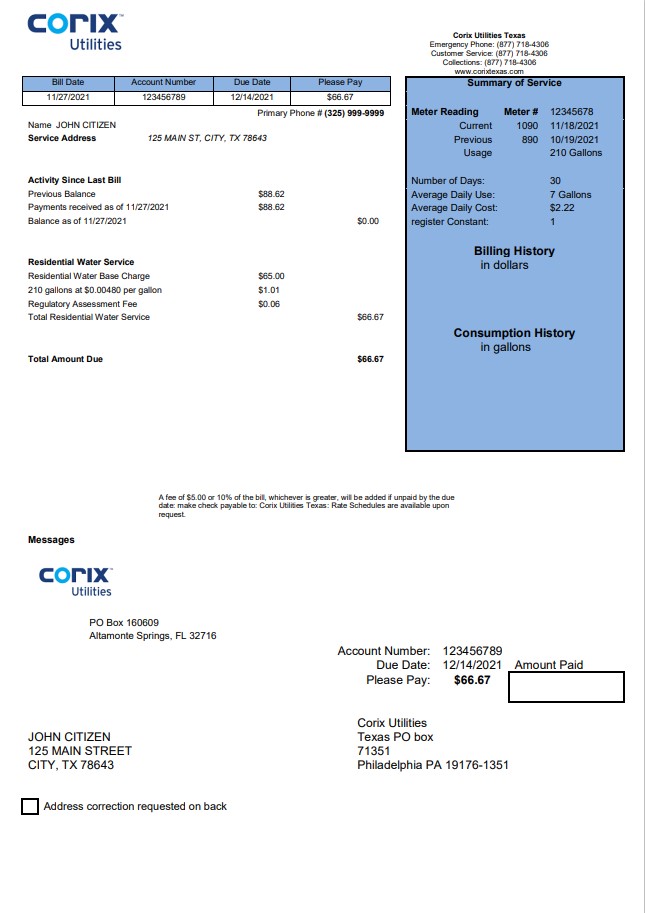 CORIX™
Utilities
Corix Utilities Texas
Emergency Phone: (877) 718-4306
Customer Service: (877) 718-4306
Collections: (877) 718-4306
www.corixtexas.com
Bill Date Account Number Due Date Please Pay
11/27/2021 123456789 12/14/2021 $66.67
Primary Phone # (325) 999-9999
Name JOHN CITIZEN
Service Address 125 MAIN ST, CITY, TX 78643
Activity Since Last Bill
Previous Balance $88.62
Payments received as of 11/27/2021 $88.62
Balance as of 11/27/2021 $0.00
Residential Water Service
Residential Water Base Charge $65.00
210 gallons at $0.00480 per gallon $1.01
Regulatory Assessment Fee $0.06
Total Residential Water Service $66.67
Total Amount Due $66.67
Summary of Service
Meter Reading Meter # 12345678
Current 1090 11/18/2021
Previous 890 10/19/2021
Usage 210 Gallons
Number of Days: 30
Average Daily Use: 7 Gallons
Average Daily Cost: $2.22
register Constant: 1
Billing History
in dollars
Consumption History
in gallons
A fee of $5.00 or 10% of the bill, whichever is greater, will be added if unpaid by the due
date: make check payable to: Corix Utilities Texas: Rate Schedules are available upon
request.
Messages
CORIX™
Utilities
PO Box 160609
Altamonte Springs, FL 32716
Account Number: 123456789
Due Date: 12/14/2021 Amount Paid
Please Pay: $66.67
JOHN CITIZEN
125 MAIN STREET
CITY, TX 78643
Corix Utilities
Texas PO box
71351
Philadelphia PA 19176-1351
Address correction requested on back